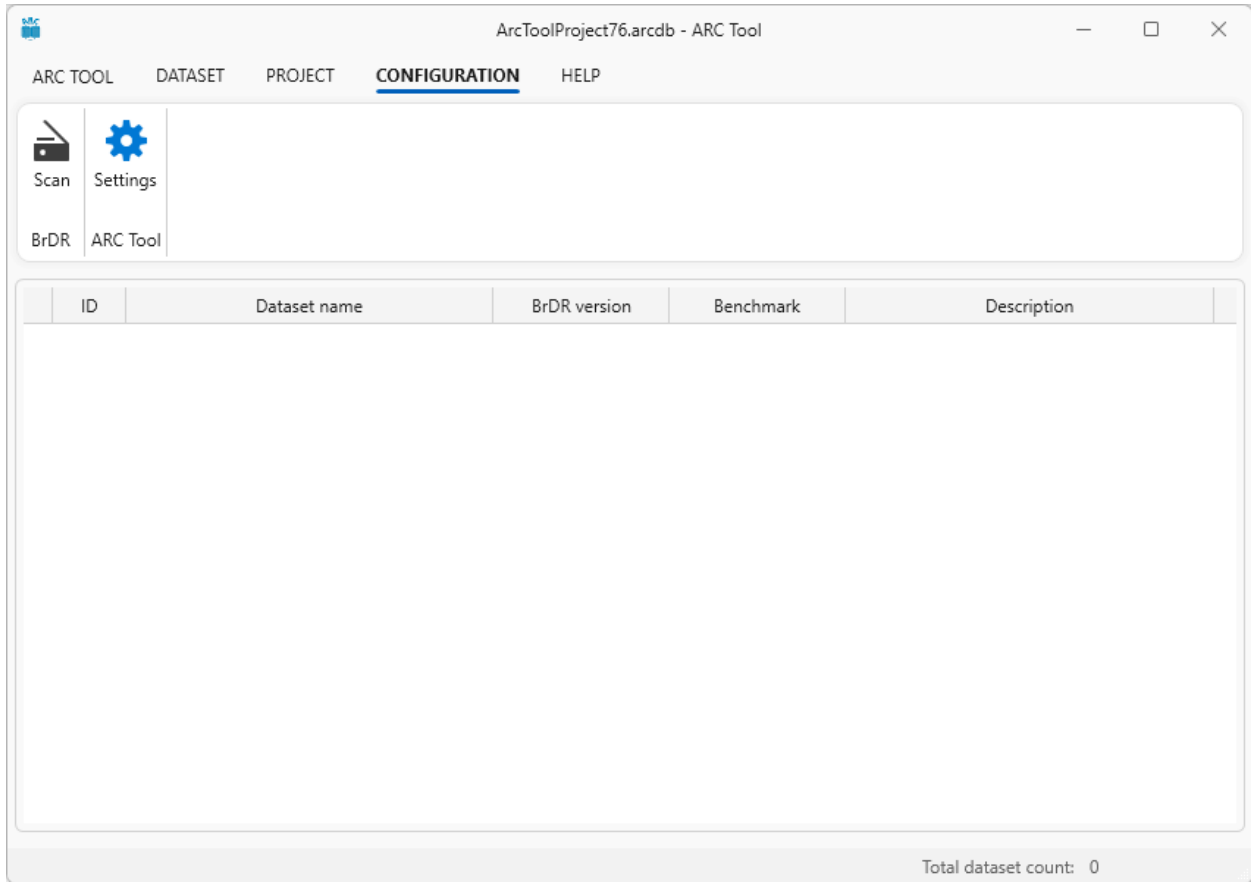 ArcToolProject76.arcdb - ARC Tool
ARC TOOL DATASET PROJECT CONFIGURATION HELP
Scan Settings
BrDR ARC Tool
ID Dataset name BrDR version Benchmark Description
Total dataset count: 0